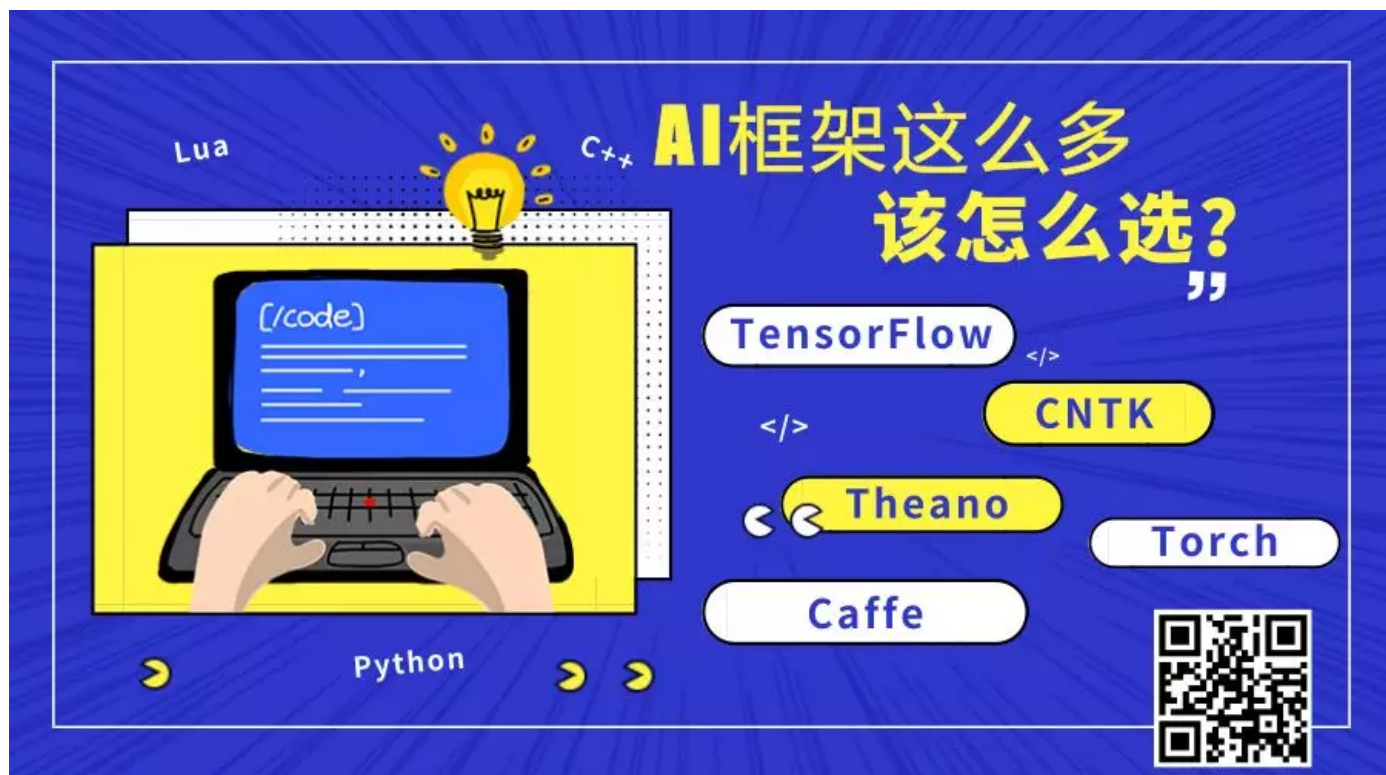 Lua
C++
AI框架这么多
该怎么选?
”
[/code]
,
TensorFlow
</>
CNTK
</>
Theano
Torch
Caffe
Python